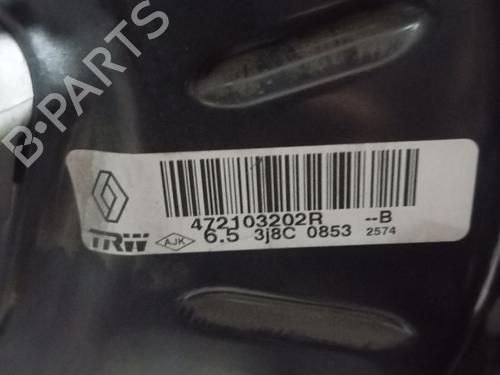 B-PARTS
472103202R --B
TRW AJK 6.5 3j8C 0853 2574